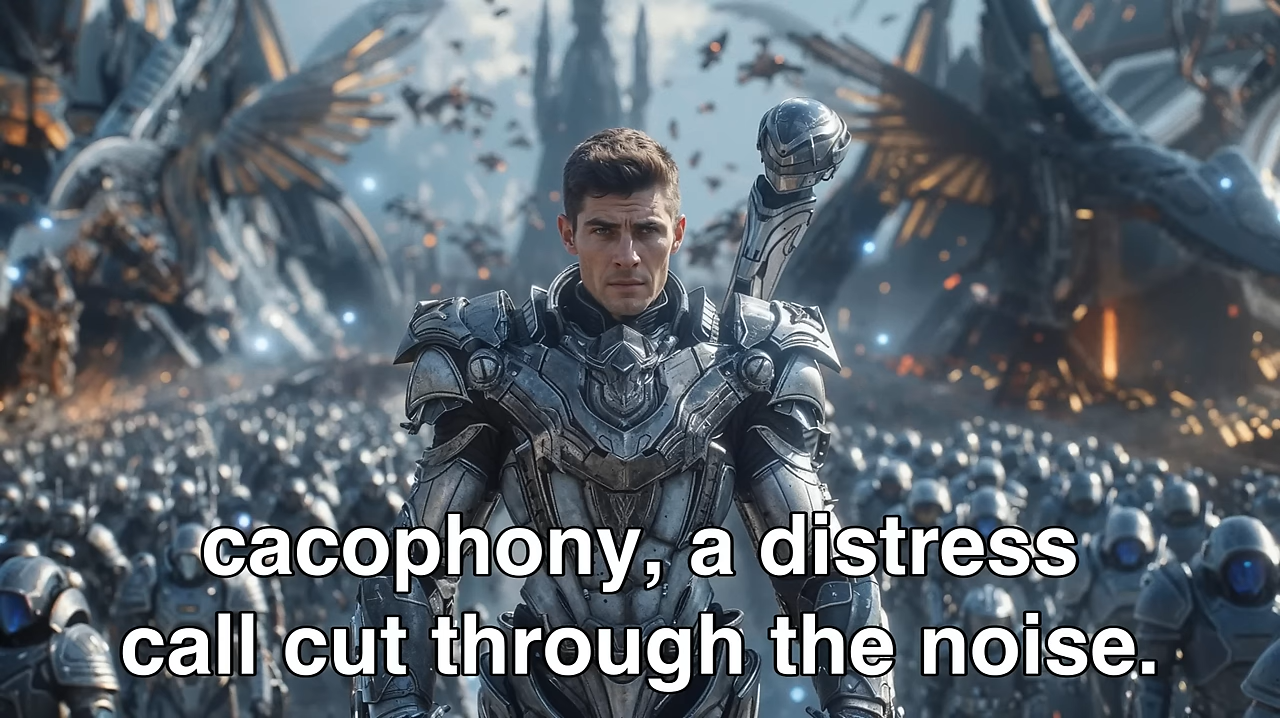 cacophony, a distress
call cut through the noise.